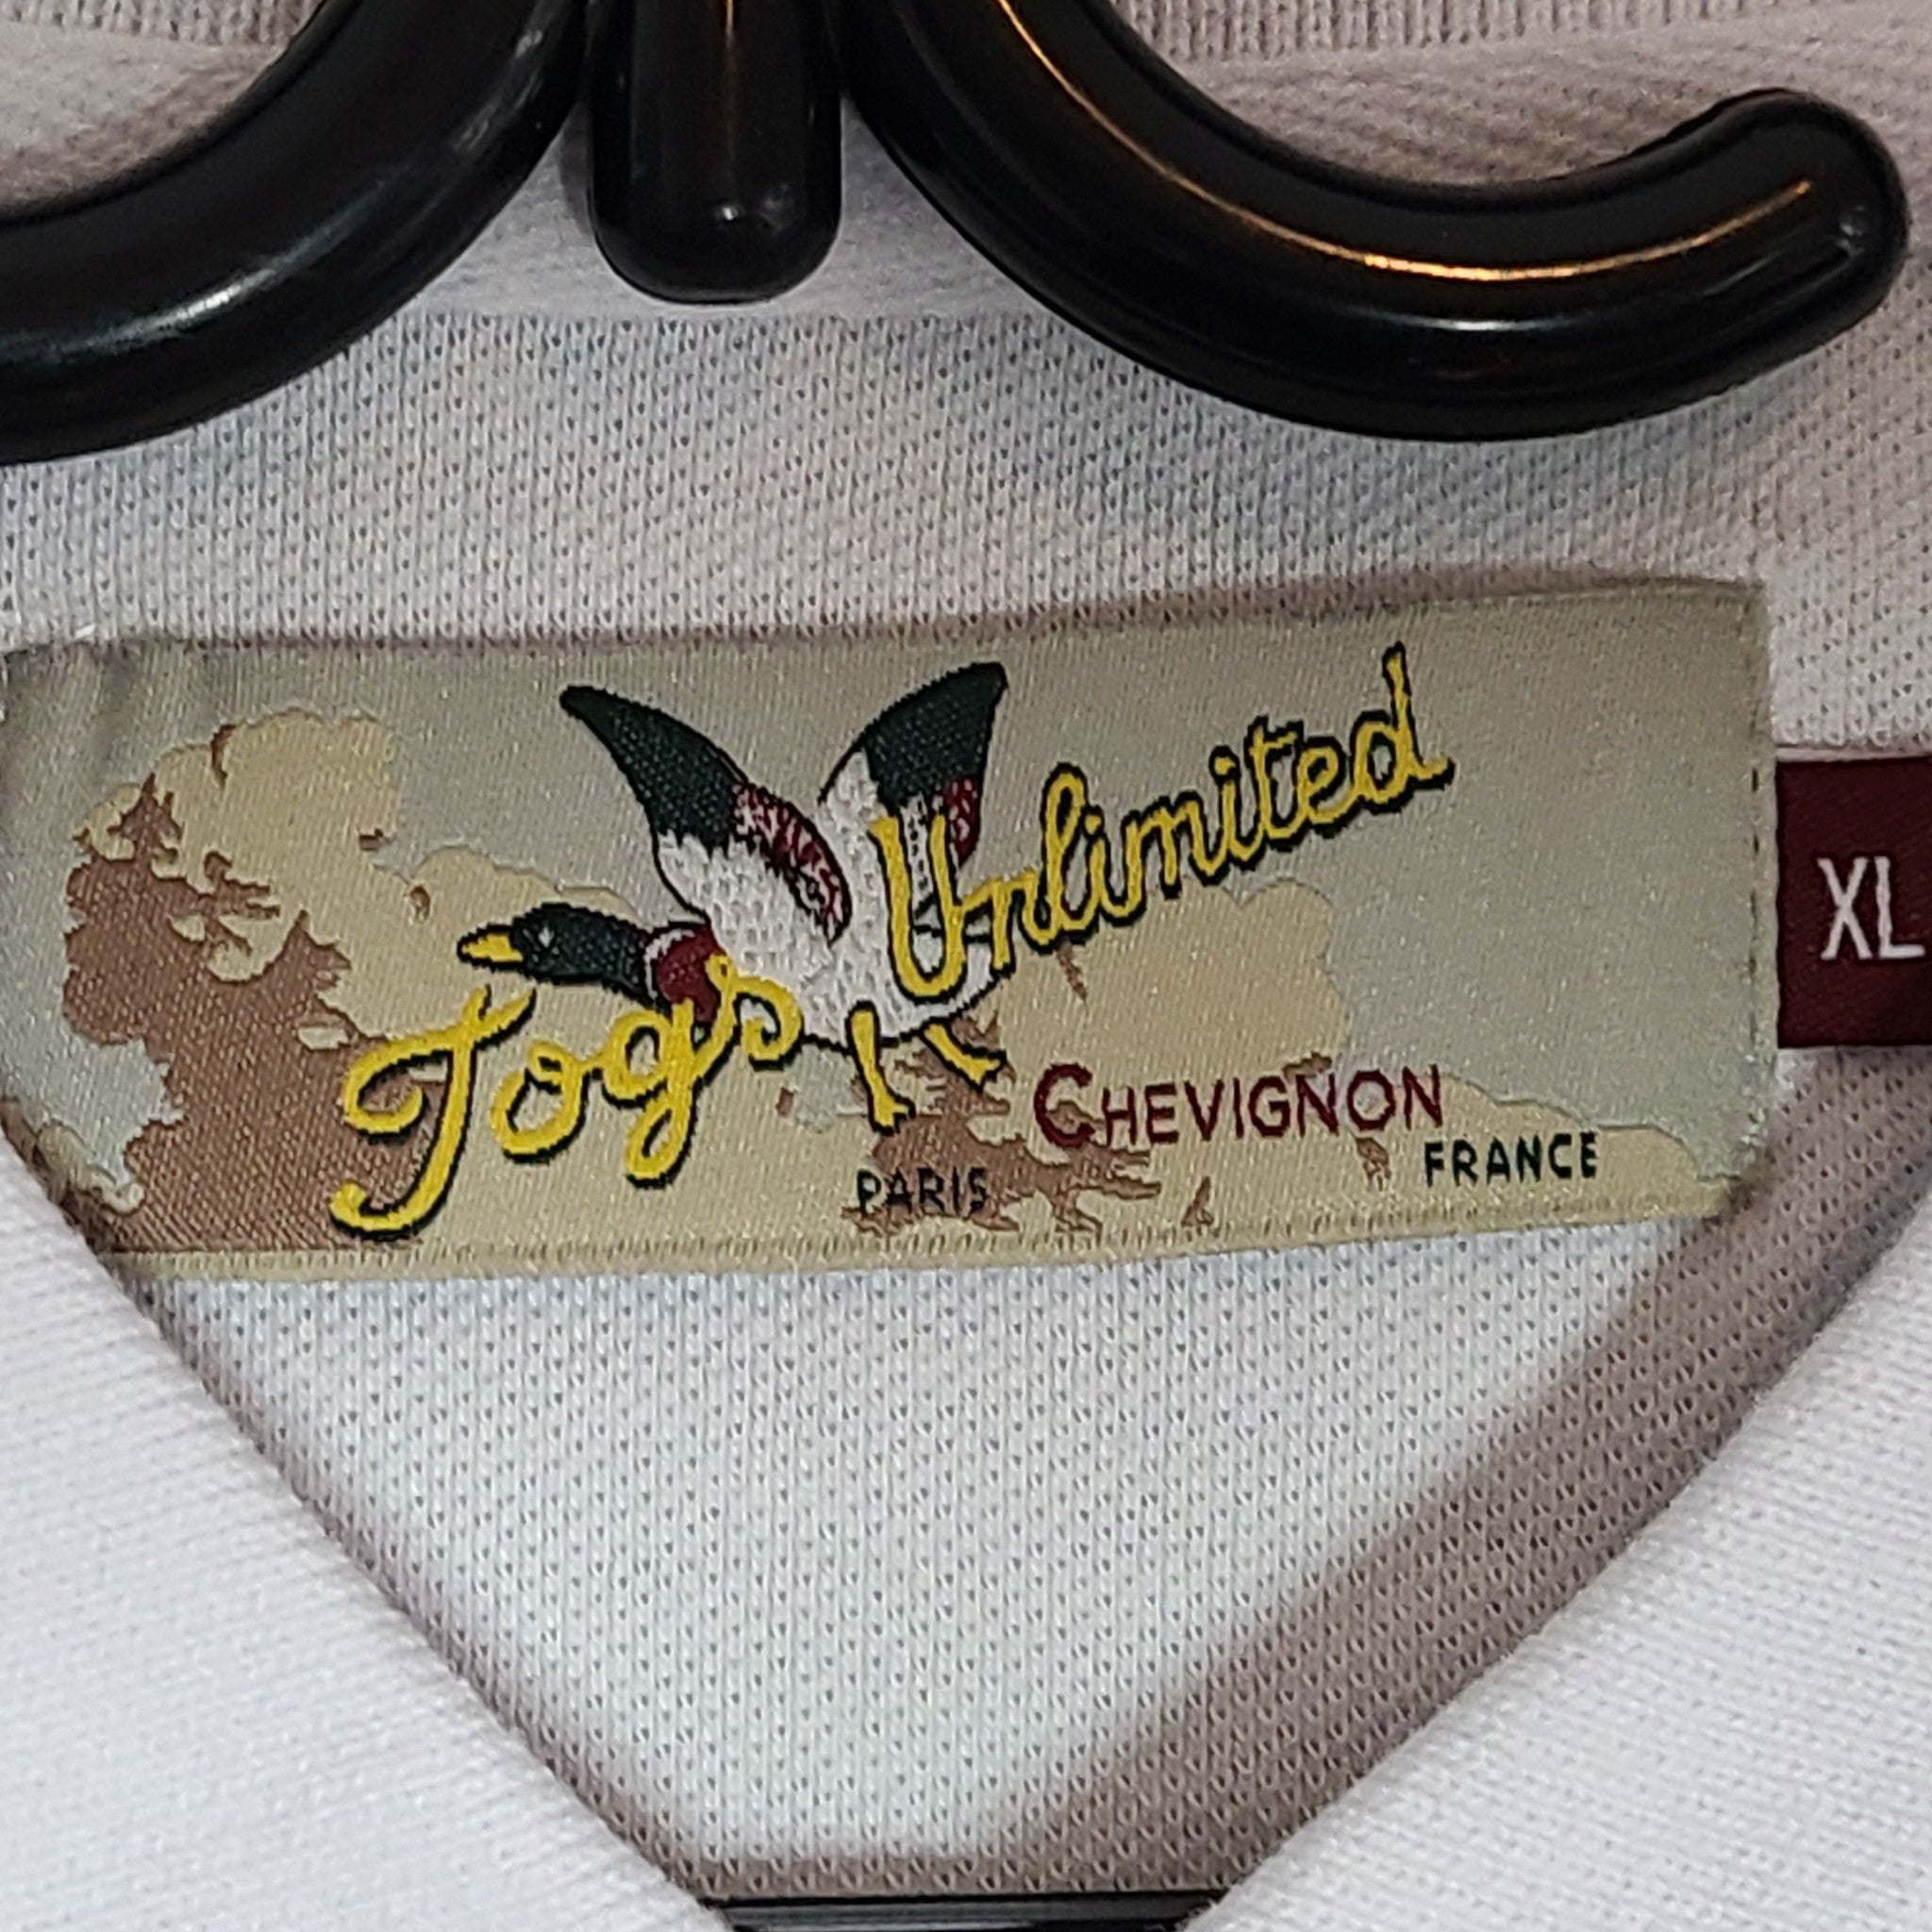 Togs Unlimited
CHEVIGNON
PARIS FRANCE
XL